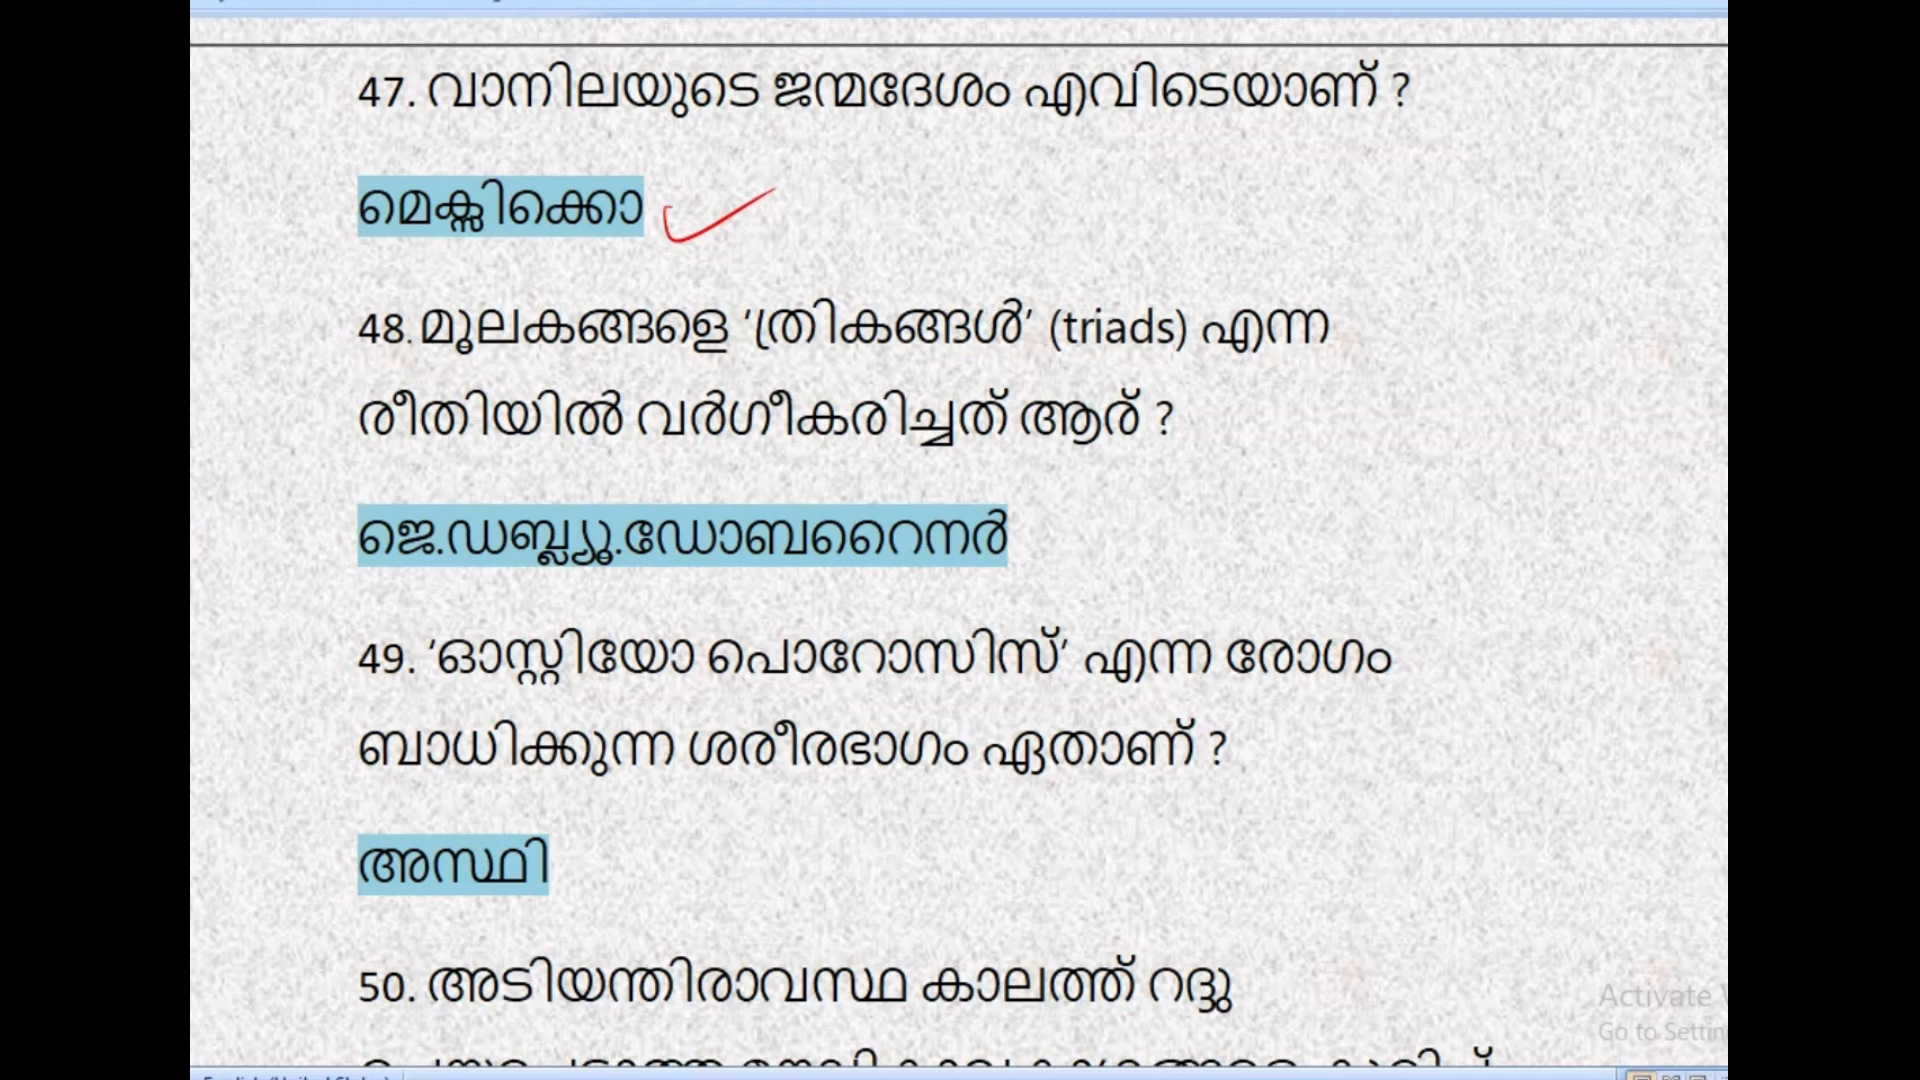 47. വാനിലയുടെ ജന്മദേശം എവിടെയാണ് ?
മെക്സിക്കൊ
48. മൂലകങ്ങളെ ‘ത്രികങ്ങൾ’ (triads) എന്ന
രീതിയിൽ വർഗീകരിച്ചത് ആര് ?
ജെ.ഡബ്ല്യൂ.ഡോബറൈനർ
49. ‘ഓസ്റ്റിയോ പൊറോസിസ്’ എന്ന രോഗം
ബാധിക്കുന്ന ശരീരഭാഗം ഏതാണ് ?
അസ്ഥി
50. അടിയന്തിരാവസ്ഥ കാലത്ത് റദ്ദു
Activate
Go to Settin